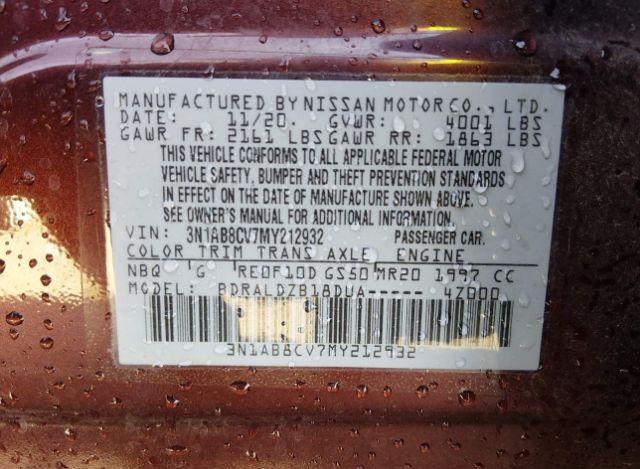 MANUFACTURED BY NISSAN MOTOR CO., LTD.
DATE: 11/20. GVWR: 4001 LBS
GAWR FR: 2161 LBS GAWR RR: 1863 LBS
THIS VEHICLE CONFORMS TO ALL APPLICABLE FEDERAL MOTOR
VEHICLE SAFETY, BUMPER AND THEFT PREVENTION STANDARDS
IN EFFECT ON THE DATE OF MANUFACTURE SHOWN ABOVE.
SEE OWNER'S MANUAL FOR ADDITIONAL INFORMATION.
VIN: 3N1AB8CV7MY212932 PASSENGER CAR.
COLOR TRIM TRANS AXLE ENGINE
NBQ G RE0F10D GS50 MR20 1997 CC
MODEL: BDRALDZB18DUA----- 4Z000
3N1AB8CV7MY212932